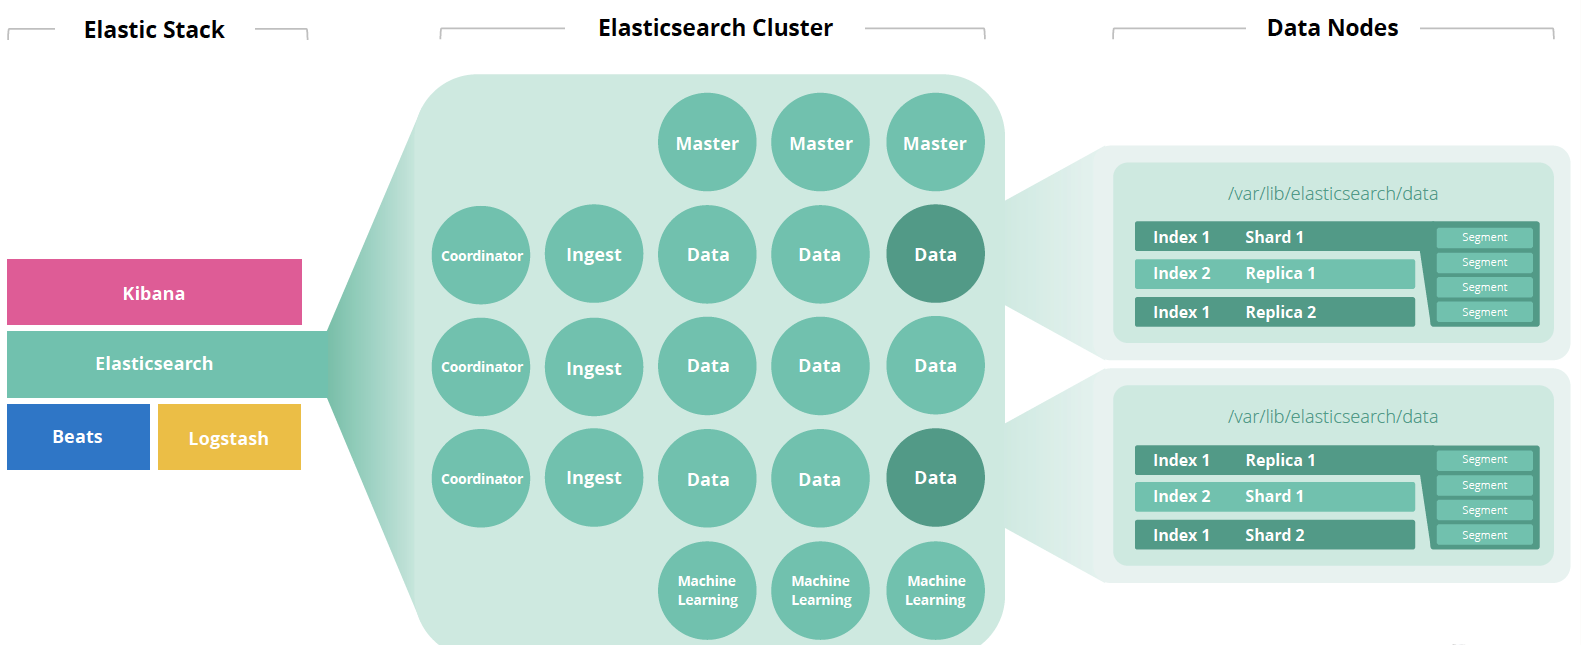 Elastic Stack
Elasticsearch Cluster
Data Nodes
Kibana
Elasticsearch
Beats
Logstash
Master
Master
Master
Coordinator
Ingest
Data
Data
Data
Coordinator
Ingest
Data
Data
Data
Coordinator
Ingest
Data
Data
Data
Machine
Learning
Machine
Learning
Machine
Learning
/var/lib/elasticsearch/data
Index 1 Shard 1
Index 2 Replica 1
Index 1 Replica 2
Segment
Segment
Segment
Segment
/var/lib/elasticsearch/data
Index 1 Replica 1
Index 2 Shard 1
Index 1 Shard 2
Segment
Segment
Segment
Segment